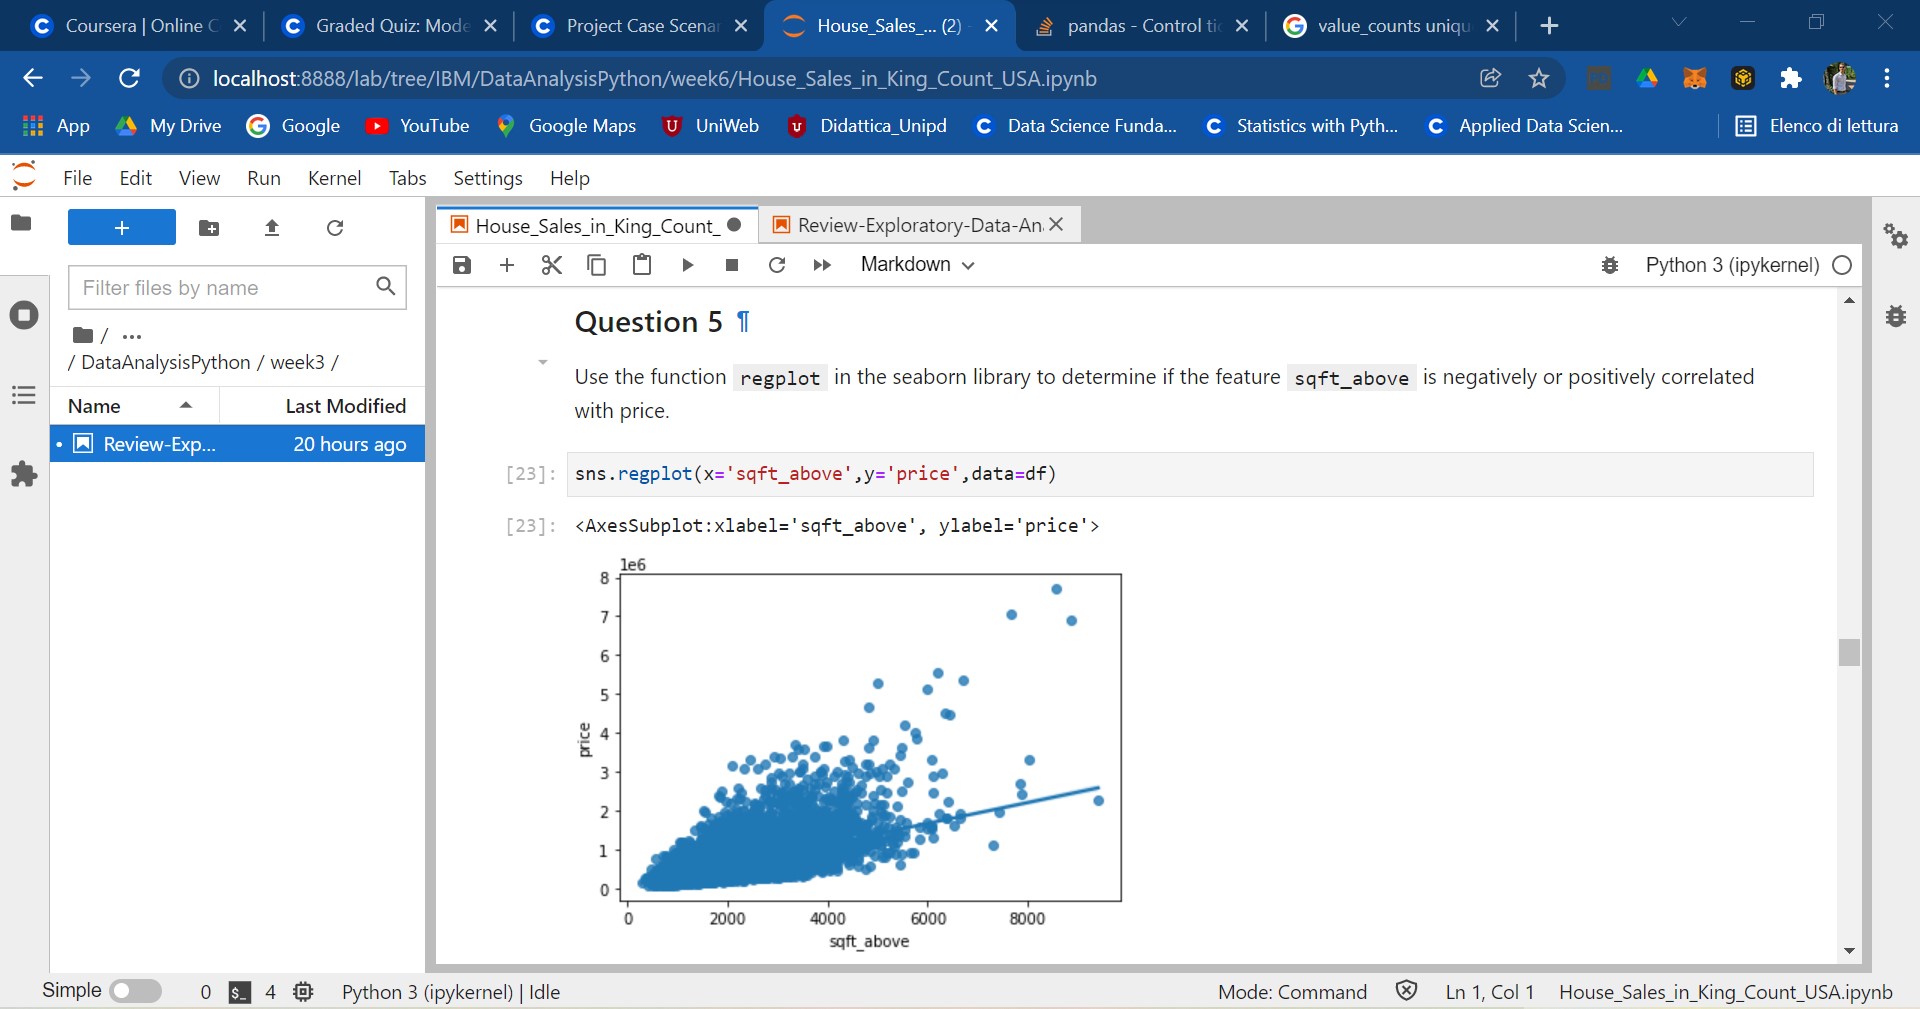 Coursera | Online C
Graded Quiz: Mode
Project Case Scenar
House_Sales_... (2) -
pandas - Control tic
value_counts uniqu
localhost:8888/lab/tree/IBM/DataAnalysisPython/week6/House_Sales_in_King_Count_USA.ipynb
App
My Drive
Google
YouTube
Google Maps
UniWeb
Didattica_Unipd
Data Science Funda...
Statistics with Pyth...
Applied Data Scien...
Elenco di lettura
File Edit View Run Kernel Tabs Settings Help
House_Sales_in_King_Count_
Review-Exploratory-Data-An
Filter files by name
Markdown
Python 3 (ipykernel)
/ ...
/ DataAnalysisPython / week3 /
Name Last Modified
Review-Exp... 20 hours ago
Question 5 ¶
Use the function regplot in the seaborn library to determine if the feature sqft_above is negatively or positively correlated
with price.
[23]: sns.regplot(x='sqft_above',y='price',data=df)
[23]: <AxesSubplot:xlabel='sqft_above', ylabel='price'>
1e6
8
7
6
5
4
3
2
1
0
price
0 2000 4000 6000 8000
sqft_above
Simple 0 $_ 4 Python 3 (ipykernel) | Idle
Mode: Command Ln 1, Col 1 House_Sales_in_King_Count_USA.ipynb